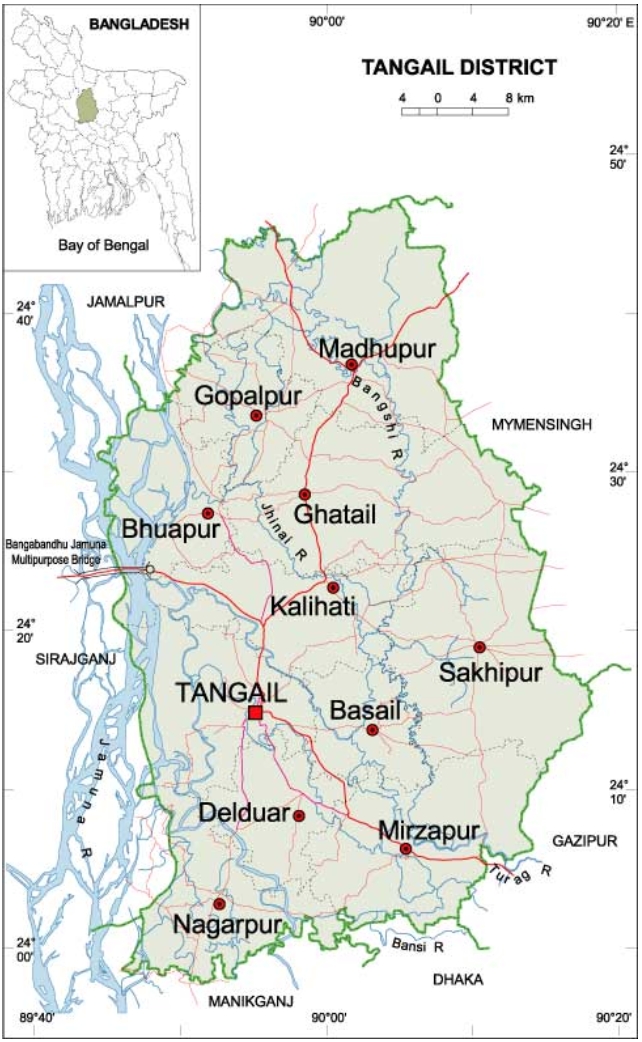 BANGLADESH
Bay of Bengal
90°00'
90°20' E
TANGAIL DISTRICT
4 0 4 8 km
24°
50'
24°
40'
JAMALPUR
Madhupur
Gopalpur
Bangshi R
MYMENSINGH
24°
30'
Ghatail
Jhinai R
Bhuapur
Bangabandhu Jamuna
Multipurpose Bridge
Kalihati
24°
20'
SIRAJGANJ
Sakhipur
TANGAIL
Basail
Jamuna R
24°
10'
Delduar
Mirzapur
GAZIPUR
Turag R
Nagarpur
24°
00'
Bansi R
DHAKA
MANIKGANJ
89°40'
90°00'
90°20'